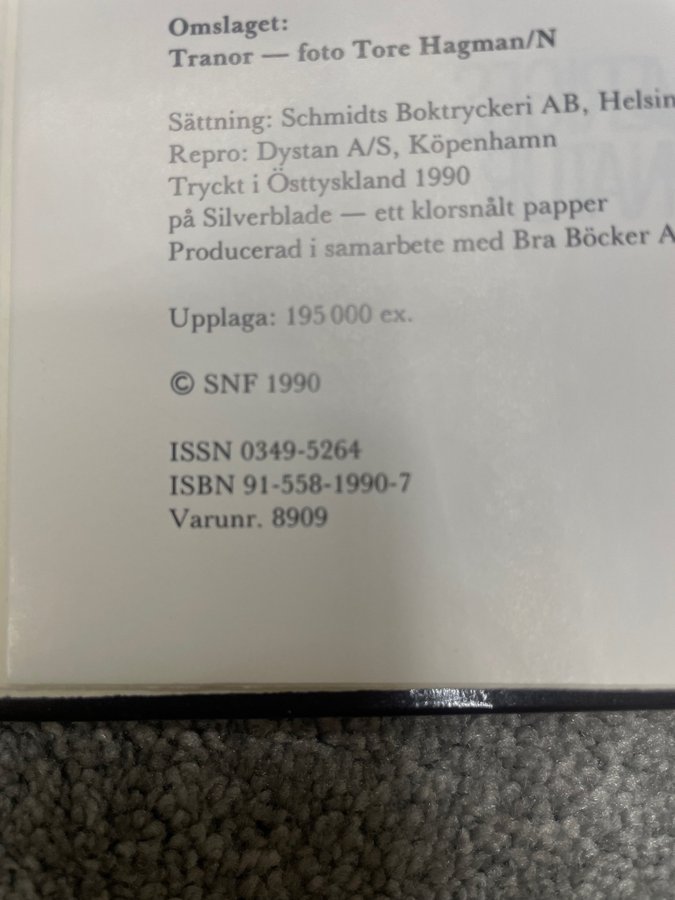 Omslaget:
Tranor — foto Tore Hagman/N
Sättning: Schmidts Boktryckeri AB, Helsin
Repro: Dystan A/S, Köpenhamn
Tryckt i Östtyskland 1990
på Silverblade — ett klorsnålt papper
Producerad i samarbete med Bra Böcker A
Upplaga: 195 000 ex.
© SNF 1990
ISSN 0349-5264
ISBN 91-558-1990-7
Varunr. 8909